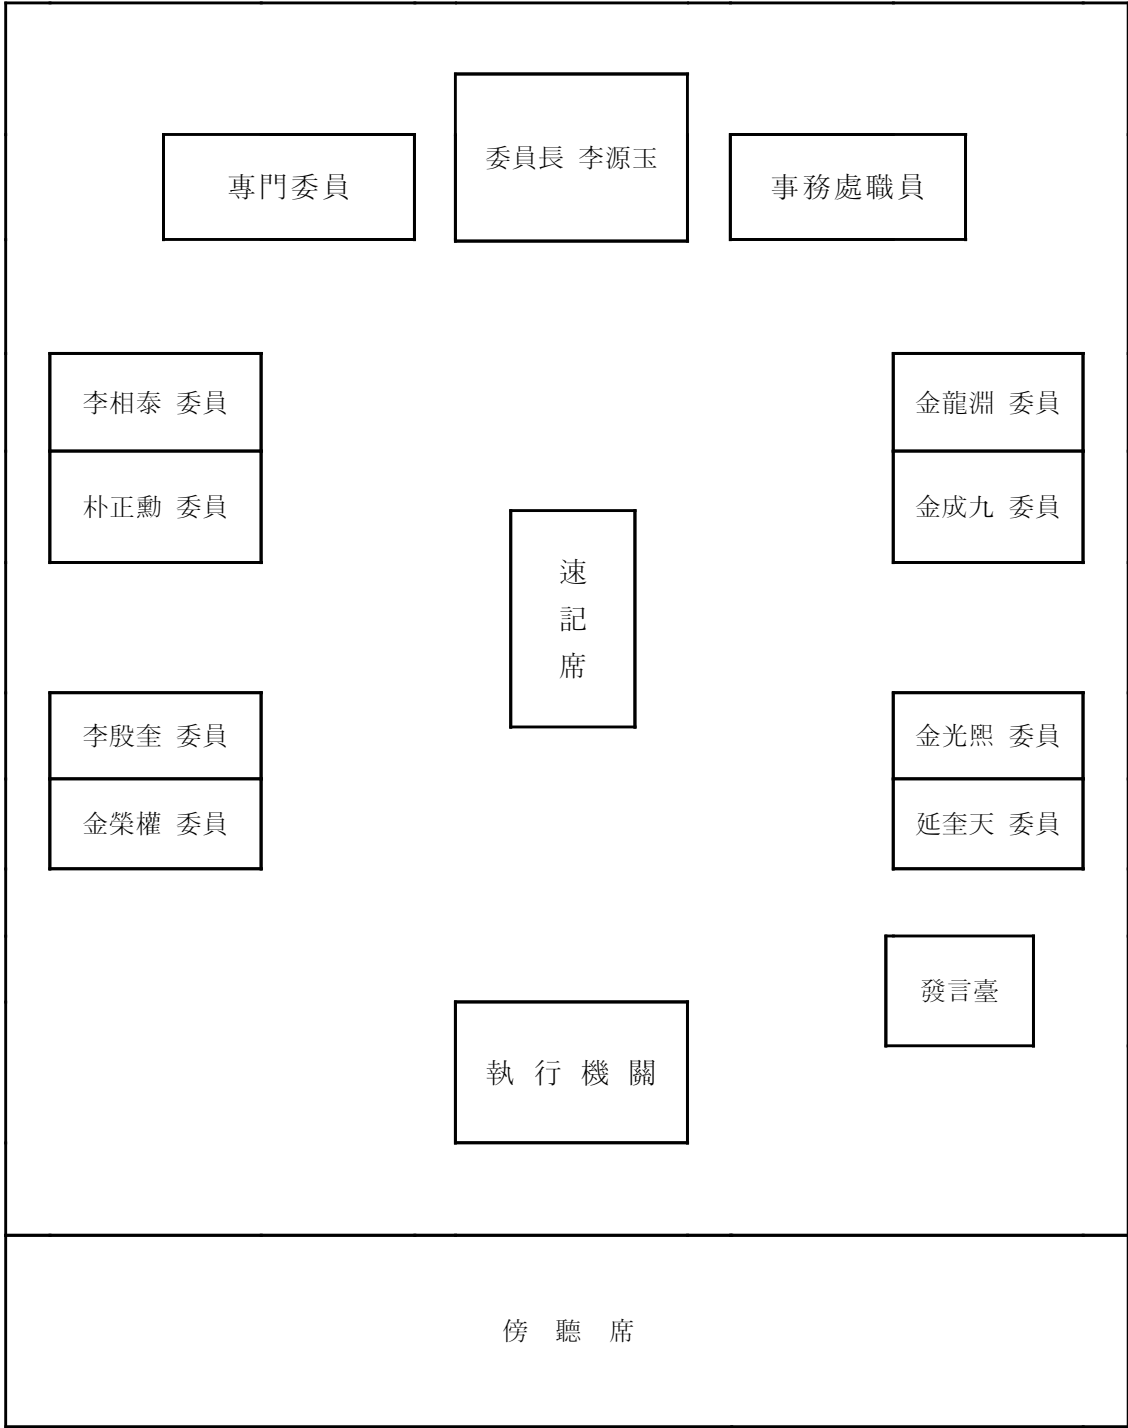 委員長 李源玉
專門委員
事務處職員
李相泰 委員
金龍淵 委員
朴正勳 委員
金成九 委員
速
記
席
李殷奎 委員
金光熙 委員
金榮權 委員
延奎天 委員
發言臺
執 行 機 關
傍 聽 席